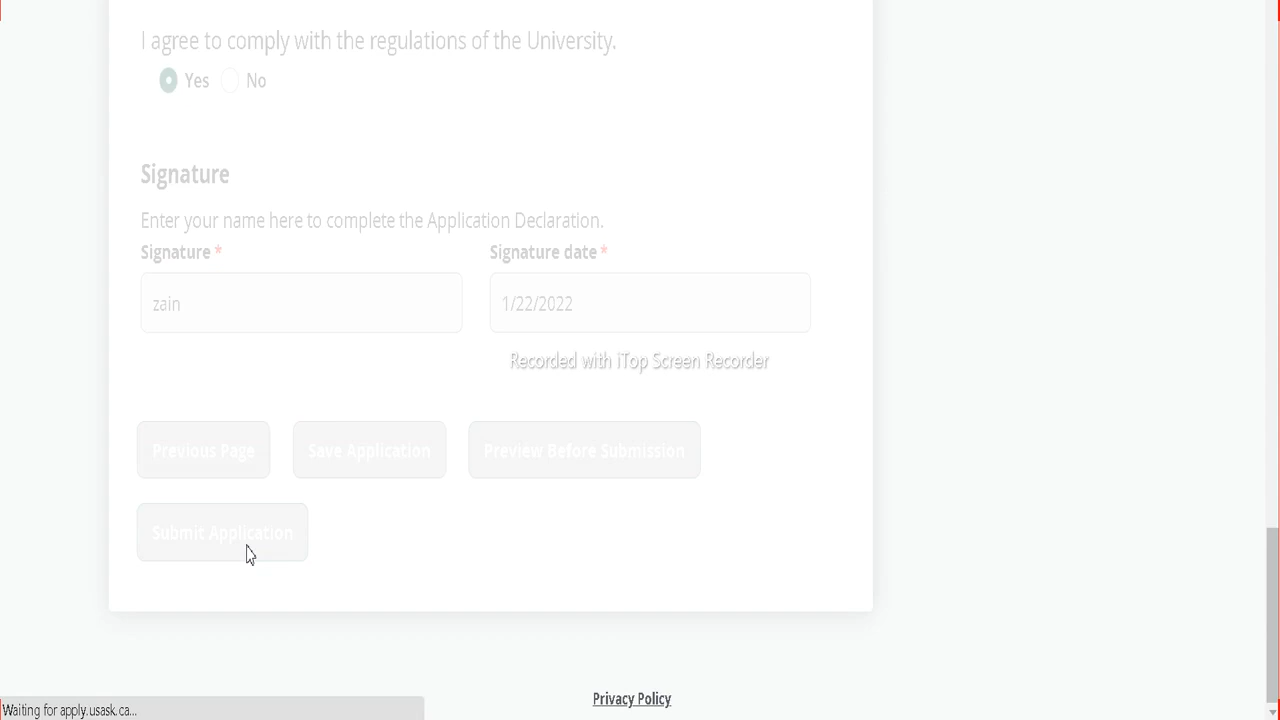 I agree to comply with the regulations of the University.
Yes No
Signature
Enter your name here to complete the Application Declaration.
Signature * Signature date *
zain 1/22/2022
Recorded with iTop Screen Recorder
Previous Page Save Application Preview Before Submission
Submit Application
Privacy Policy
Waiting for apply.usask.ca...